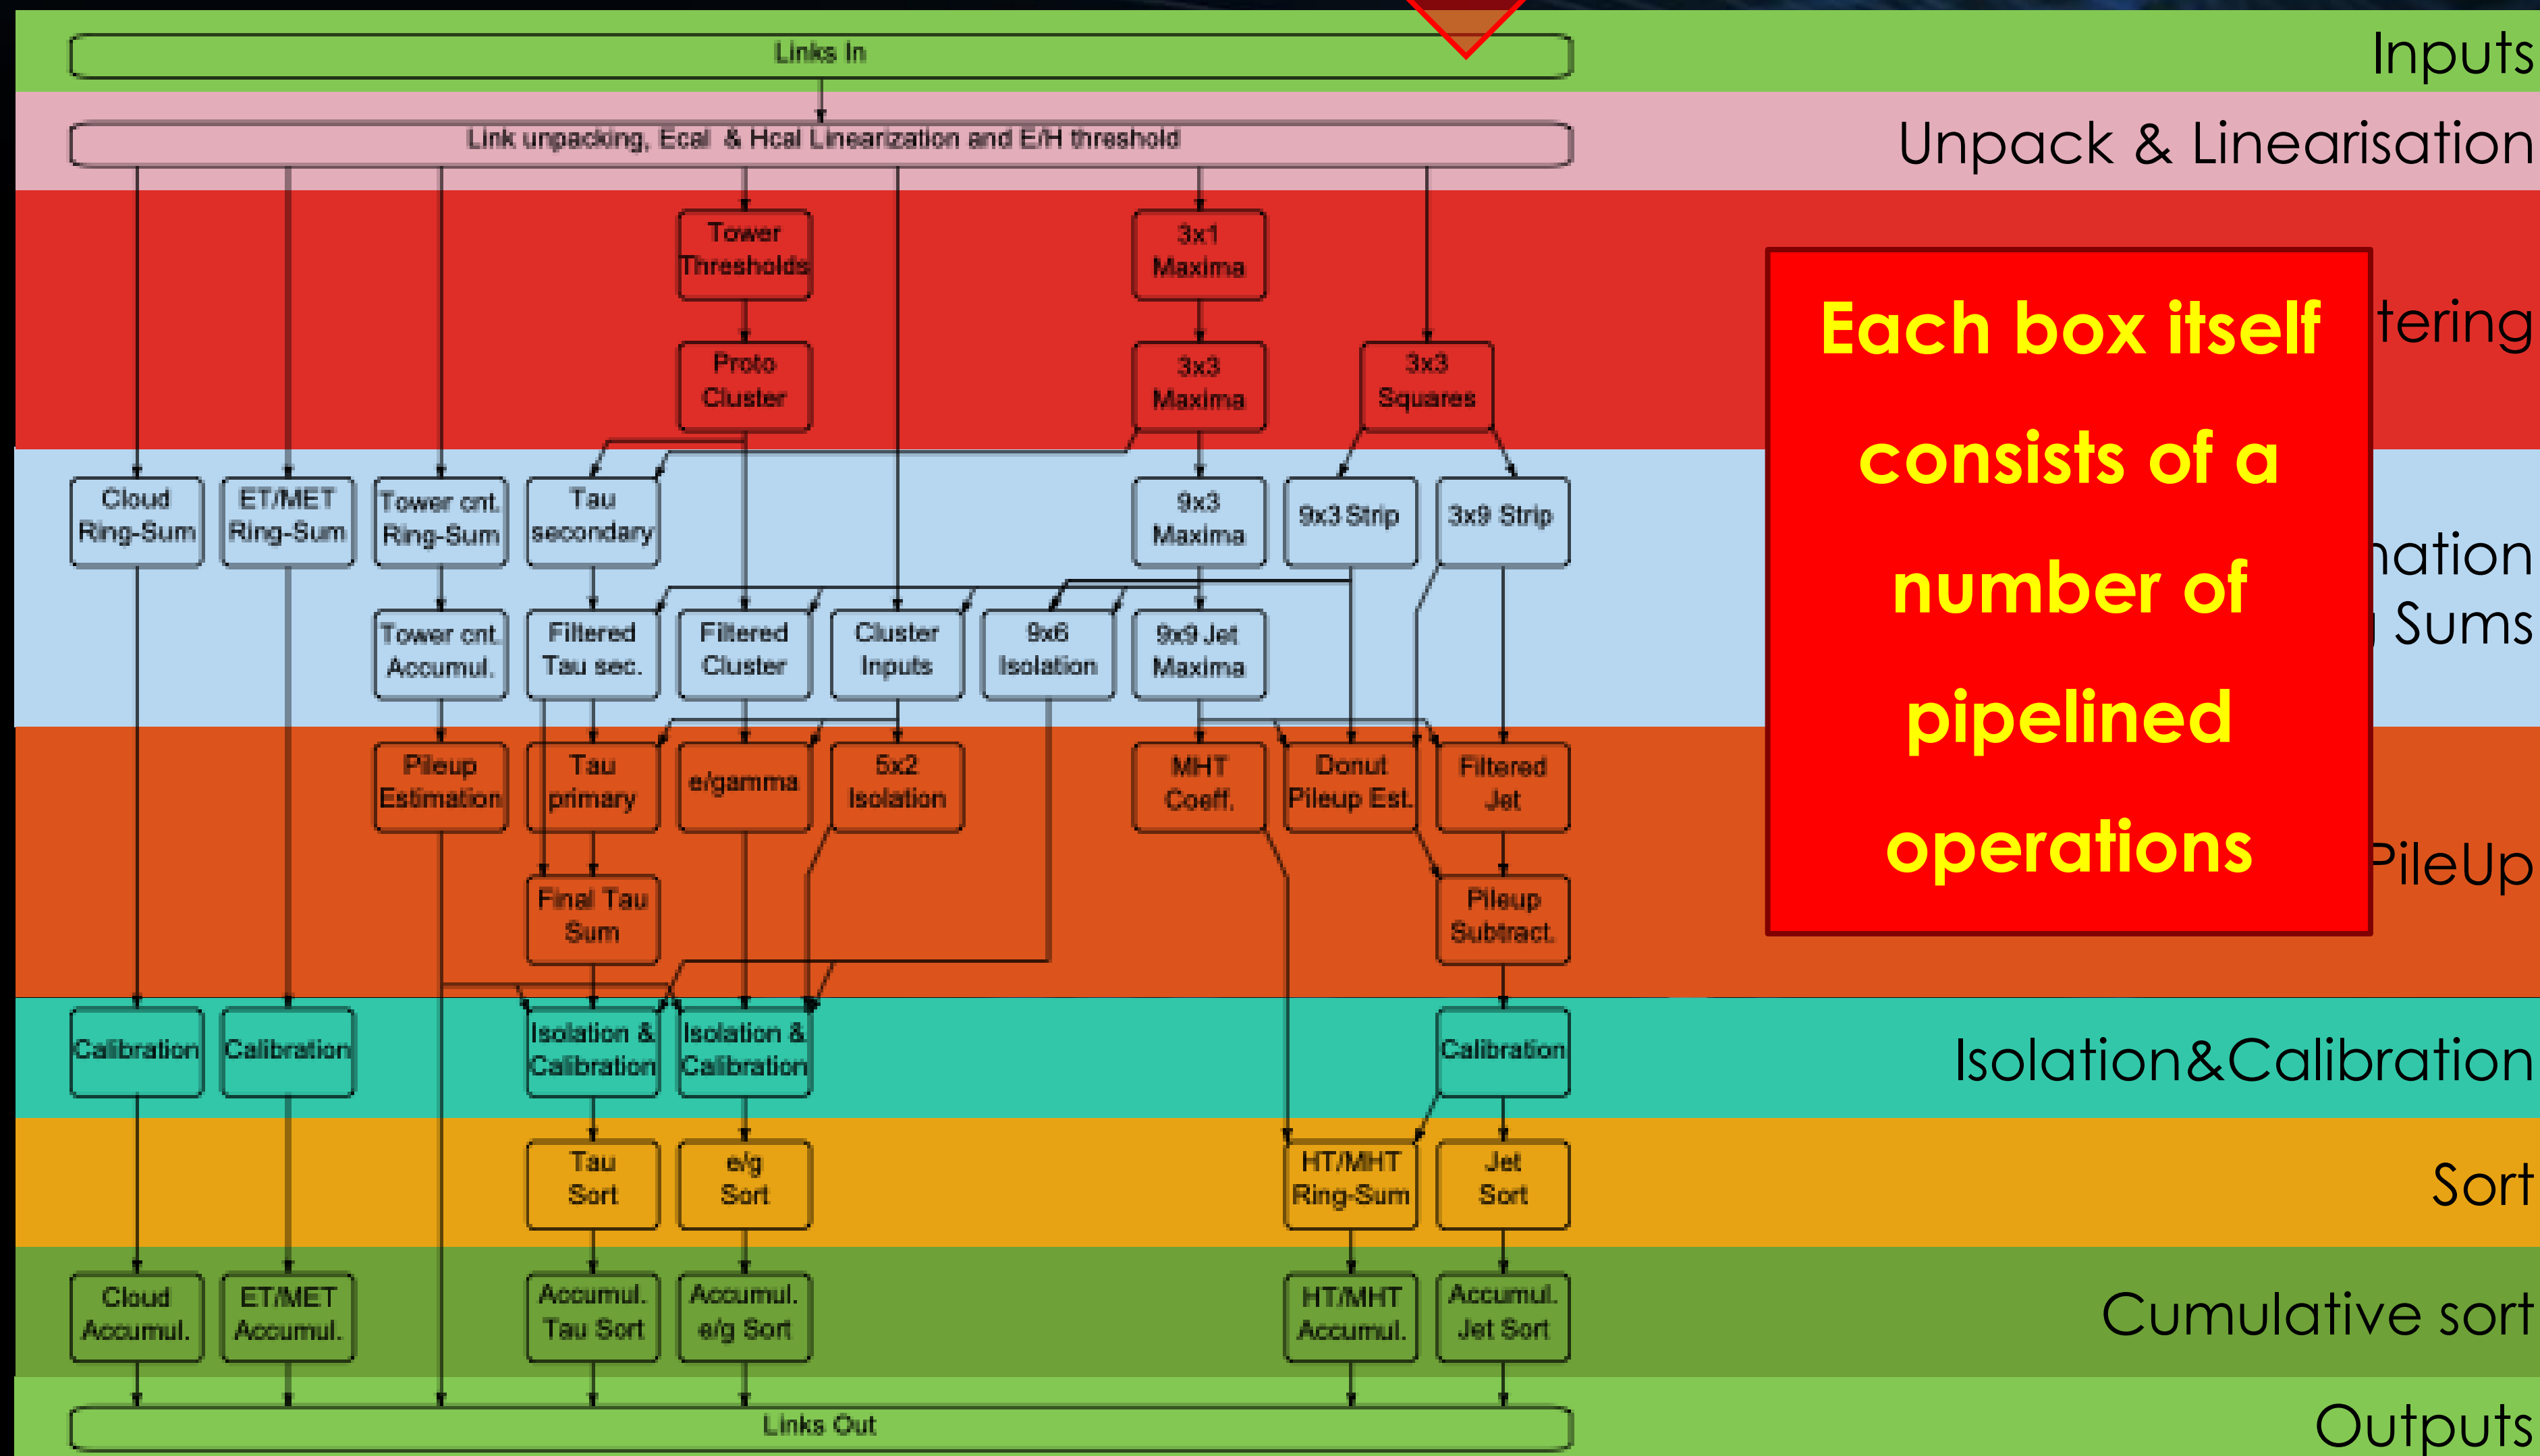 Links In
Inputs
Link unpacking, Ecal & Hcal Linearization and E/H threshold
Unpack & Linearisation
Tower
Thresholds
3x1
Maxima
Proto
Cluster
3x3
Maxima
3x3
Squares
tering
Each box itself
consists of a
number of
pipelined
operations
Cloud
Ring-Sum
ET/MET
Ring-Sum
Tower cnt.
Ring-Sum
Tau
secondary
9x3
Maxima
9x3 Strip
3x9 Strip
nation
Sums
Tower cnt.
Accumul.
Filtered
Tau sec.
Filtered
Cluster
Cluster
Inputs
9x6
Isolation
9x9 Jet
Maxima
Pileup
Estimation
Tau
primary
e/gamma
5x2
Isolation
MHT
Coeff.
Donut
Pileup Est.
Filtered
Jet
PileUp
Final Tau
Sum
Pileup
Subtract.
Calibration
Calibration
Isolation &
Calibration
Isolation &
Calibration
Calibration
Isolation&Calibration
Tau
Sort
e/g
Sort
HT/MHT
Ring-Sum
Jet
Sort
Sort
Cloud
Accumul.
ET/MET
Accumul.
Accumul.
Tau Sort
Accumul.
e/g Sort
HT/MHT
Accumul.
Accumul.
Jet Sort
Cumulative sort
Links Out
Outputs